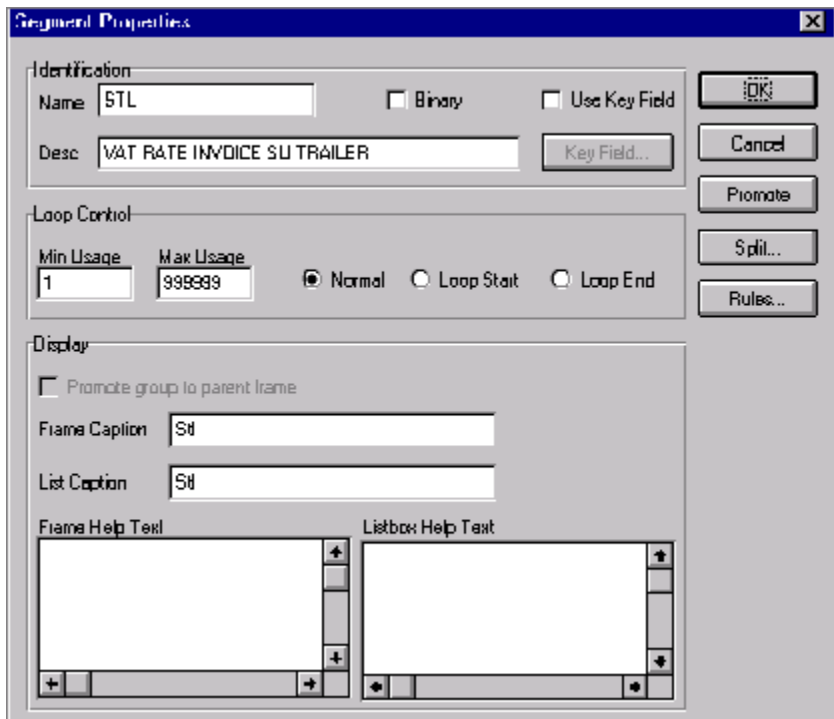 Segment Properties
Identification
Name STL Binary Use Key Field
Desc VAT RATE INVOICE SU TRAILER Key Field...
OK
Cancel
Promote
Split...
Rules...
Loop Control
Min Usage Max Usage
1 999999 Normal Loop Start Loop End
Display
Promote group to parent frame
Frame Caption Stl
List Caption Stl
Frame Help Text Listbox Help Text